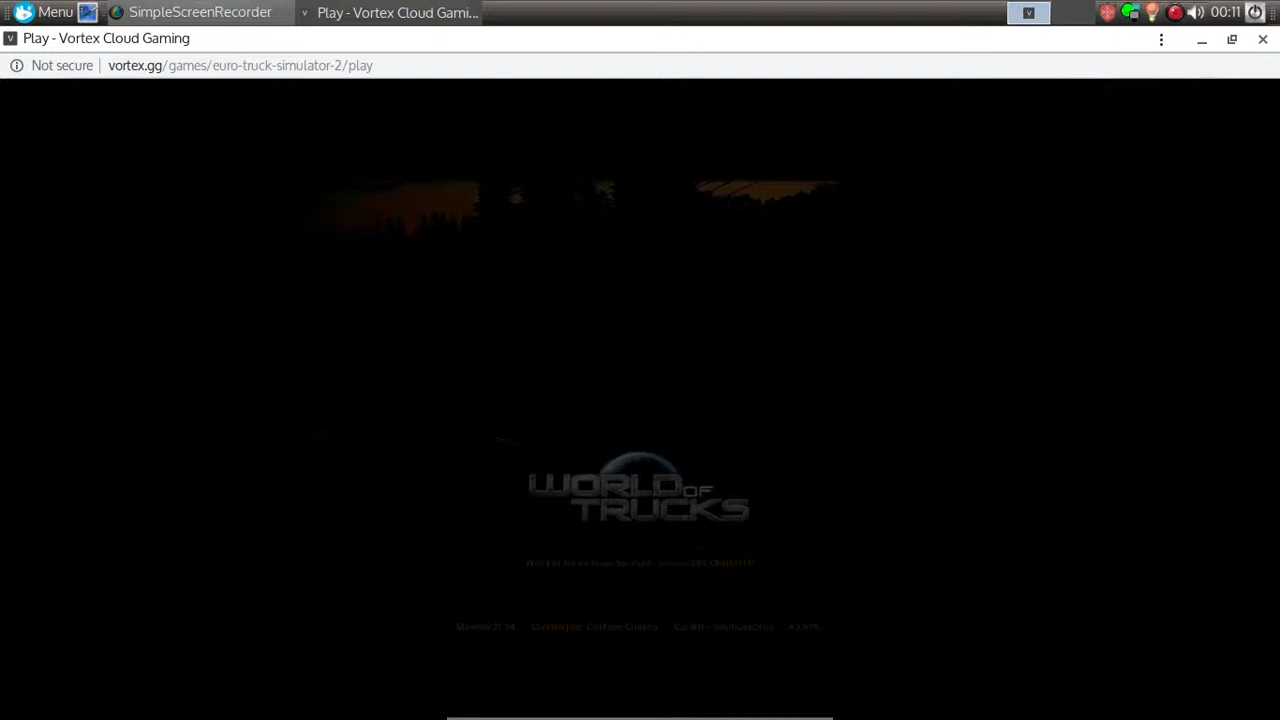 Menu SimpleScreenRecorder Play - Vortex Cloud Gami... 00:11
Play - Vortex Cloud Gaming
Not secure vortex.gg/games/euro-truck-simulator-2/play
WORLD OF
TRUCKS